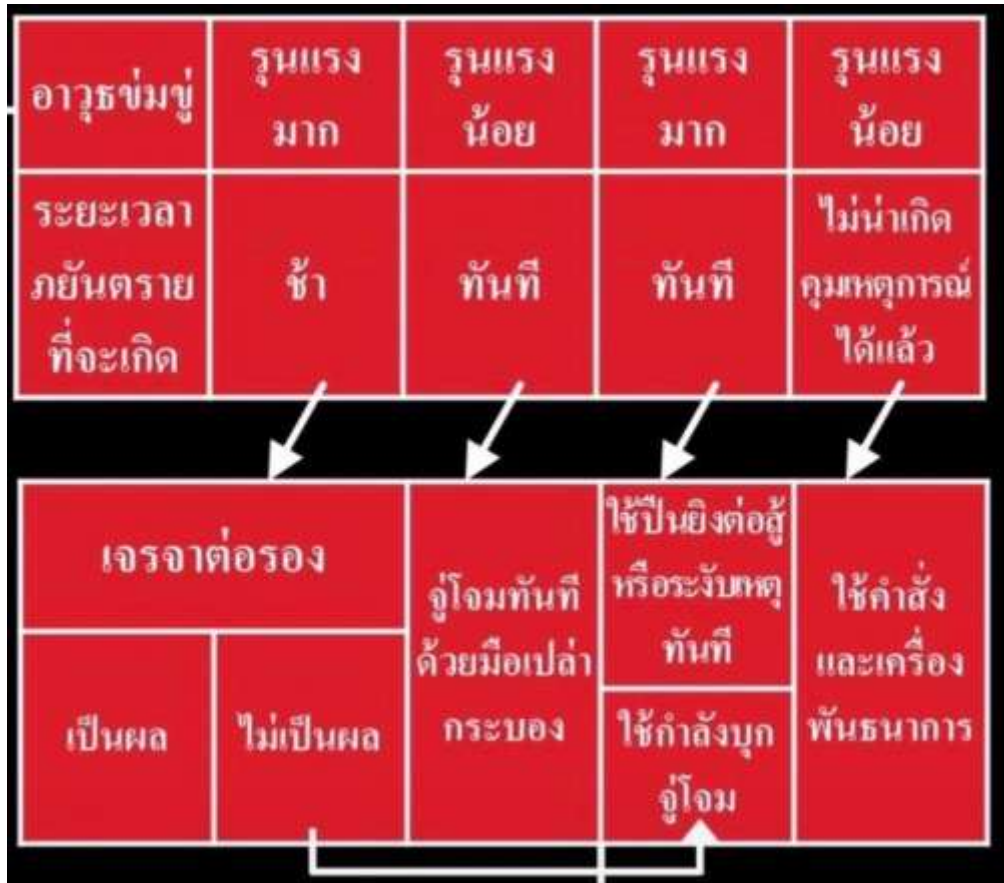 อาวุธข่มขู่
รุนแรง
มาก
รุนแรง
น้อย
รุนแรง
มาก
รุนแรง
น้อย
ระยะเวลา
ภยันตราย
ที่จะเกิด
ช้า
ทันที
ทันที
ไม่น่าเกิด
คุมเหตุการณ์
ได้แล้ว
เจรจาต่อรอง
เป็นผล
ไม่เป็นผล
จู่โจมทันที
ด้วยมือเปล่า
กระบอง
ใช้ปืนยิงต่อสู้
หรือระงับเหตุ
ทันที
ใช้กำลังบุก
จู่โจม
ใช้คำสั่ง
และเครื่อง
พันธนาการ